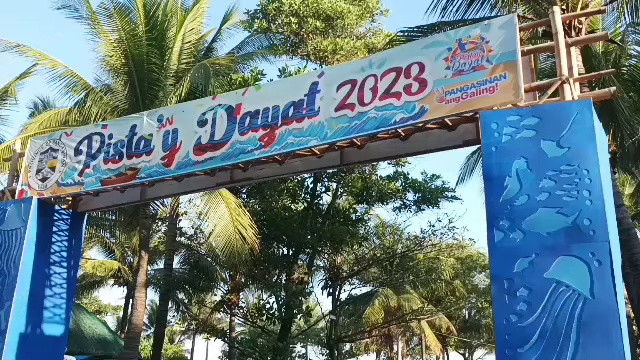 Pista'y Dayat 2023
Pista'y
Dayat
PANGASINAN
ang Galing!